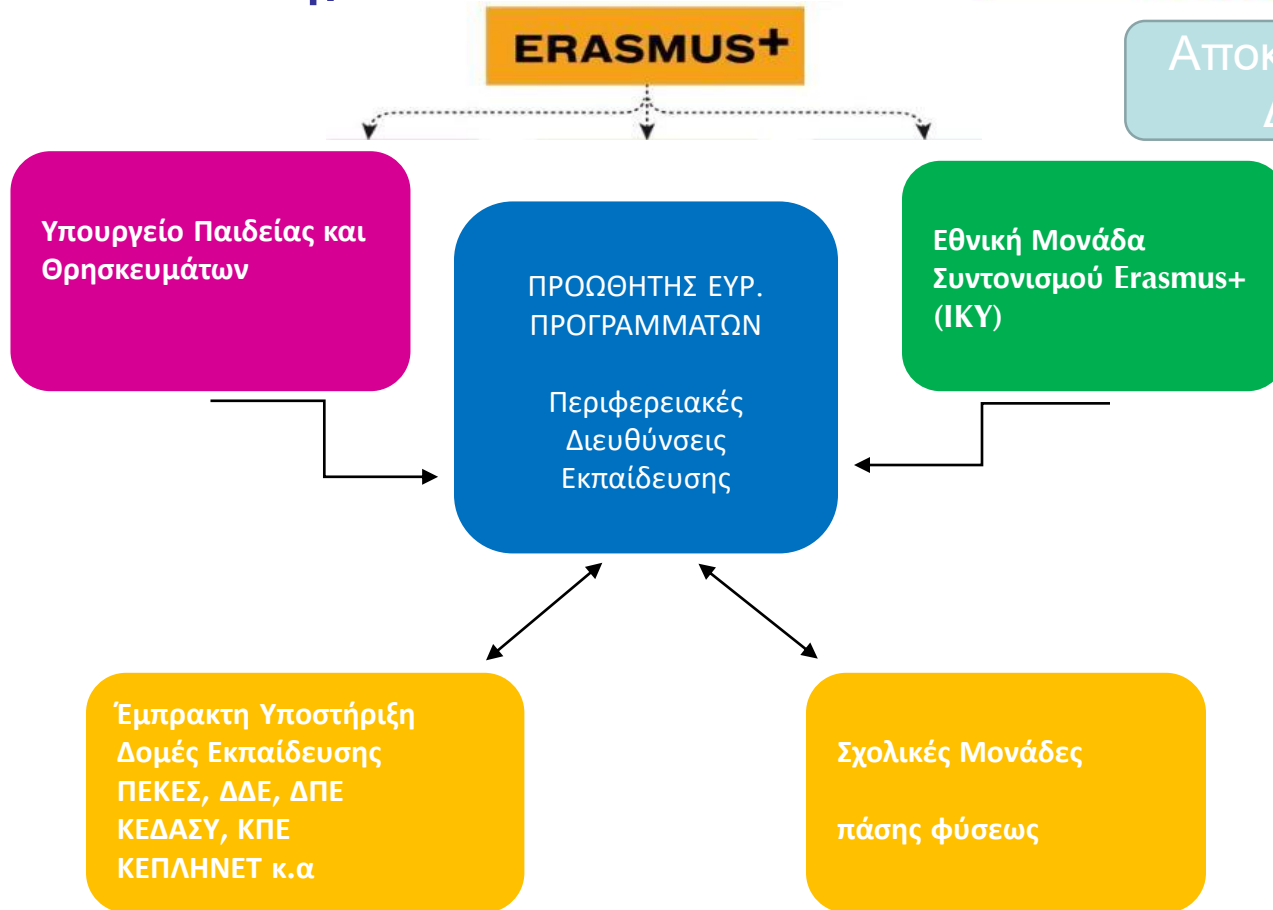 ERASMUS+
Υπουργείο Παιδείας και
Θρησκευμάτων
ΠΡΟΩΘΗΤΗΣ ΕΥΡ.
ΠΡΟΓΡΑΜΜΑΤΩΝ
Περιφερειακές
Διευθύνσεις
Εκπαίδευσης
Εθνική Μονάδα
Συντονισμού Erasmus+
(ΙΚΥ)
Έμπρακτη Υποστήριξη
Δομές Εκπαίδευσης
ΠΕΚΕΣ, ΔΔΕ, ΔΠΕ
ΚΕΔΑΣΥ, ΚΠΕ
ΚΕΠΛΗΝΕΤ κ.α
Σχολικές Μονάδες
πάσης φύσεως